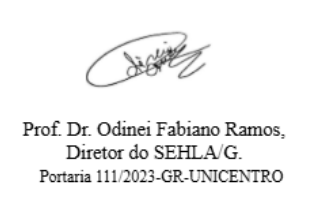 Prof. Dr. Odinei Fabiano Ramos,
Diretor do SEHLA/G.
Portaria 111/2023-GR-UNICENTRO